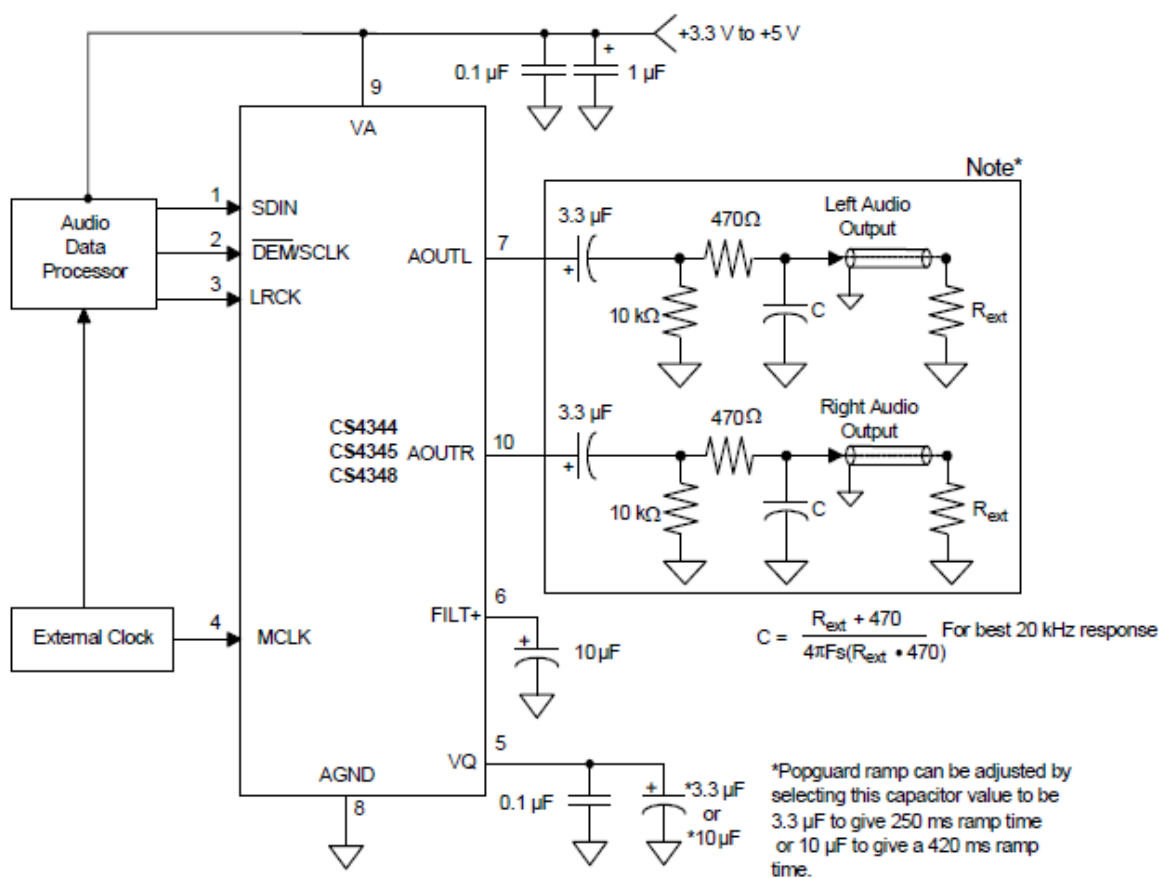 +3.3 V to +5 V
0.1 µF
+
1 µF
9
VA
Note*
Audio
Data
Processor
1
SDIN
2
DEM/SCLK
3
LRCK
AOUTL
7
3.3 µF
+
470Ω
Left Audio
Output
10 kΩ
C
Rext
CS4344
CS4345
CS4348
AOUTR
10
3.3 µF
+
470Ω
Right Audio
Output
10 kΩ
C
Rext
External Clock
4
MCLK
FILT+
6
+
10 µF
C = Rext + 470 / 4πFs(Rext • 470) For best 20 kHz response
VQ
5
0.1 µF
+
*3.3 µF
or
*10 µF
AGND
8
*Popguard ramp can be adjusted by
selecting this capacitor value to be
3.3 µF to give 250 ms ramp time
or 10 µF to give a 420 ms ramp
time.